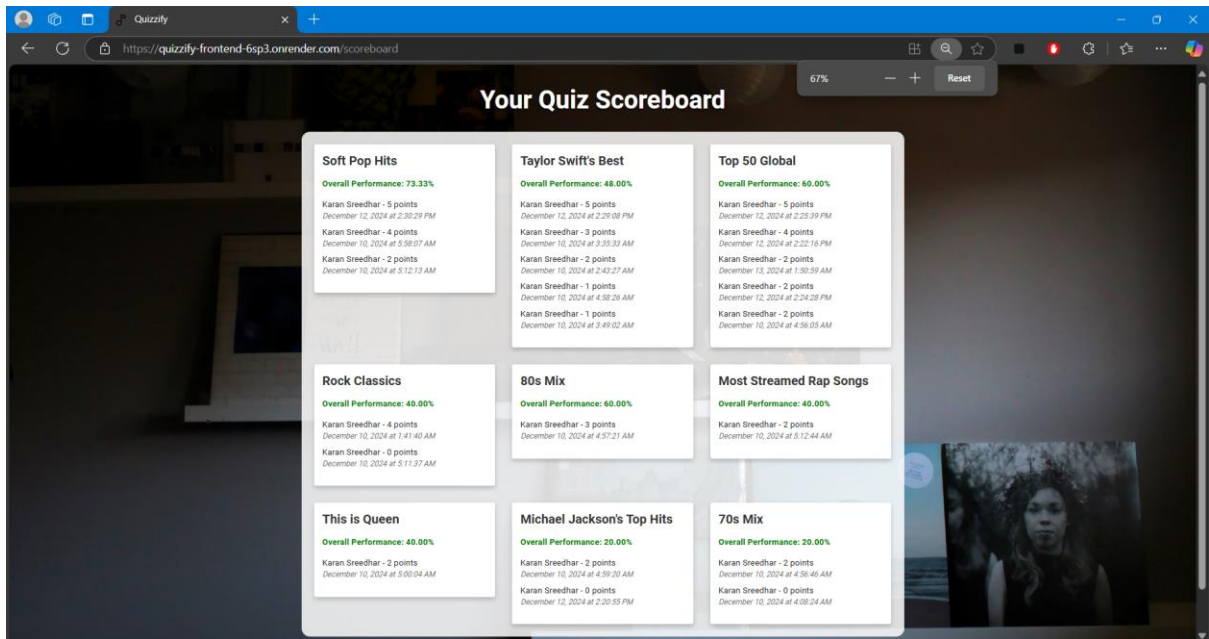 Quizzify
https://quizzify-frontend-6sp3.onrender.com/scoreboard
67%
Reset
Your Quiz Scoreboard
Soft Pop Hits
Overall Performance: 73.33%
Karan Sreedhar - 5 points
December 12, 2024 at 2:30:29 PM
Karan Sreedhar - 4 points
December 10, 2024 at 5:58:07 AM
Karan Sreedhar - 2 points
December 10, 2024 at 5:12:13 AM
Taylor Swift's Best
Overall Performance: 48.00%
Karan Sreedhar - 5 points
December 12, 2024 at 2:29:08 PM
Karan Sreedhar - 3 points
December 10, 2024 at 3:35:33 AM
Karan Sreedhar - 2 points
December 10, 2024 at 2:43:27 AM
Karan Sreedhar - 1 points
December 10, 2024 at 4:58:26 AM
Karan Sreedhar - 1 points
December 10, 2024 at 3:49:02 AM
Top 50 Global
Overall Performance: 60.00%
Karan Sreedhar - 5 points
December 12, 2024 at 2:25:39 PM
Karan Sreedhar - 4 points
December 12, 2024 at 2:22:16 PM
Karan Sreedhar - 2 points
December 13, 2024 at 1:50:59 AM
Karan Sreedhar - 2 points
December 12, 2024 at 2:24:28 PM
Karan Sreedhar - 2 points
December 10, 2024 at 4:56:05 AM
Rock Classics
Overall Performance: 40.00%
Karan Sreedhar - 4 points
December 10, 2024 at 1:41:40 AM
Karan Sreedhar - 0 points
December 10, 2024 at 5:11:37 AM
80s Mix
Overall Performance: 60.00%
Karan Sreedhar - 3 points
December 10, 2024 at 4:57:21 AM
Most Streamed Rap Songs
Overall Performance: 40.00%
Karan Sreedhar - 2 points
December 10, 2024 at 5:12:44 AM
This is Queen
Overall Performance: 40.00%
Karan Sreedhar - 2 points
December 10, 2024 at 5:00:04 AM
Michael Jackson's Top Hits
Overall Performance: 20.00%
Karan Sreedhar - 2 points
December 10, 2024 at 4:59:20 AM
Karan Sreedhar - 0 points
December 12, 2024 at 2:20:55 PM
70s Mix
Overall Performance: 20.00%
Karan Sreedhar - 2 points
December 10, 2024 at 4:56:46 AM
Karan Sreedhar - 0 points
December 10, 2024 at 4:08:24 AM